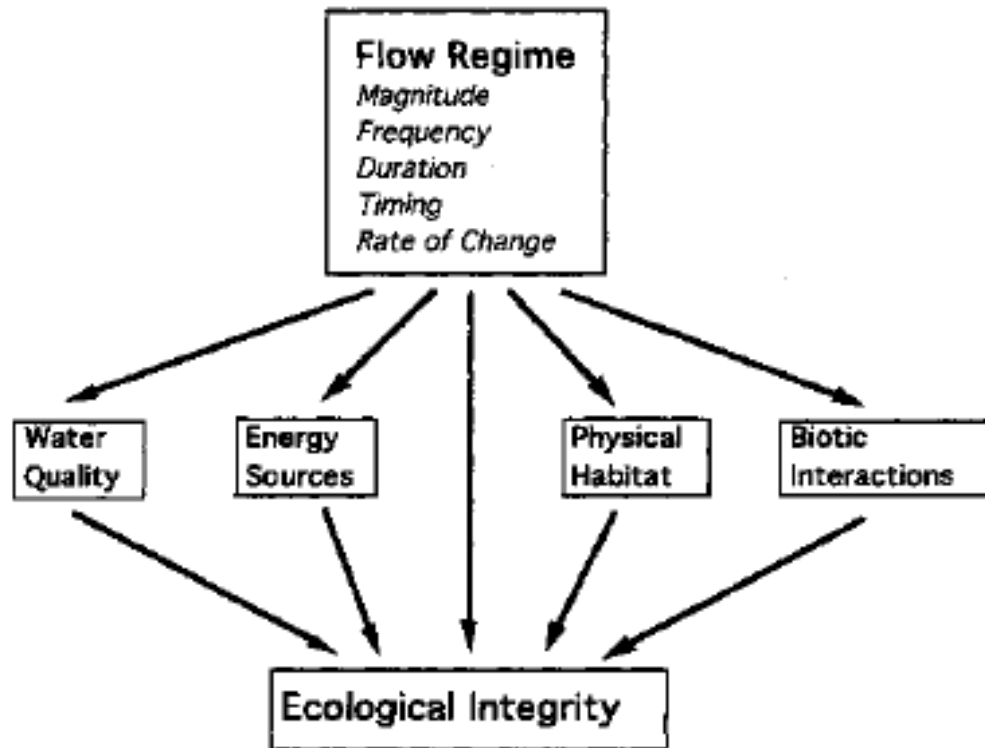 Flow Regime
Magnitude
Frequency
Duration
Timing
Rate of Change
Water
Quality
Energy
Sources
Physical
Habitat
Biotic
Interactions
Ecological Integrity